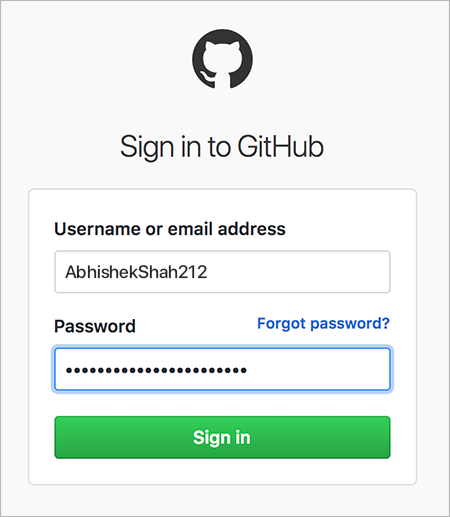 Sign in to GitHub
Username or email address
AbhishekShah212
Password Forgot password?
•••••••••••••••••••••••
Sign in